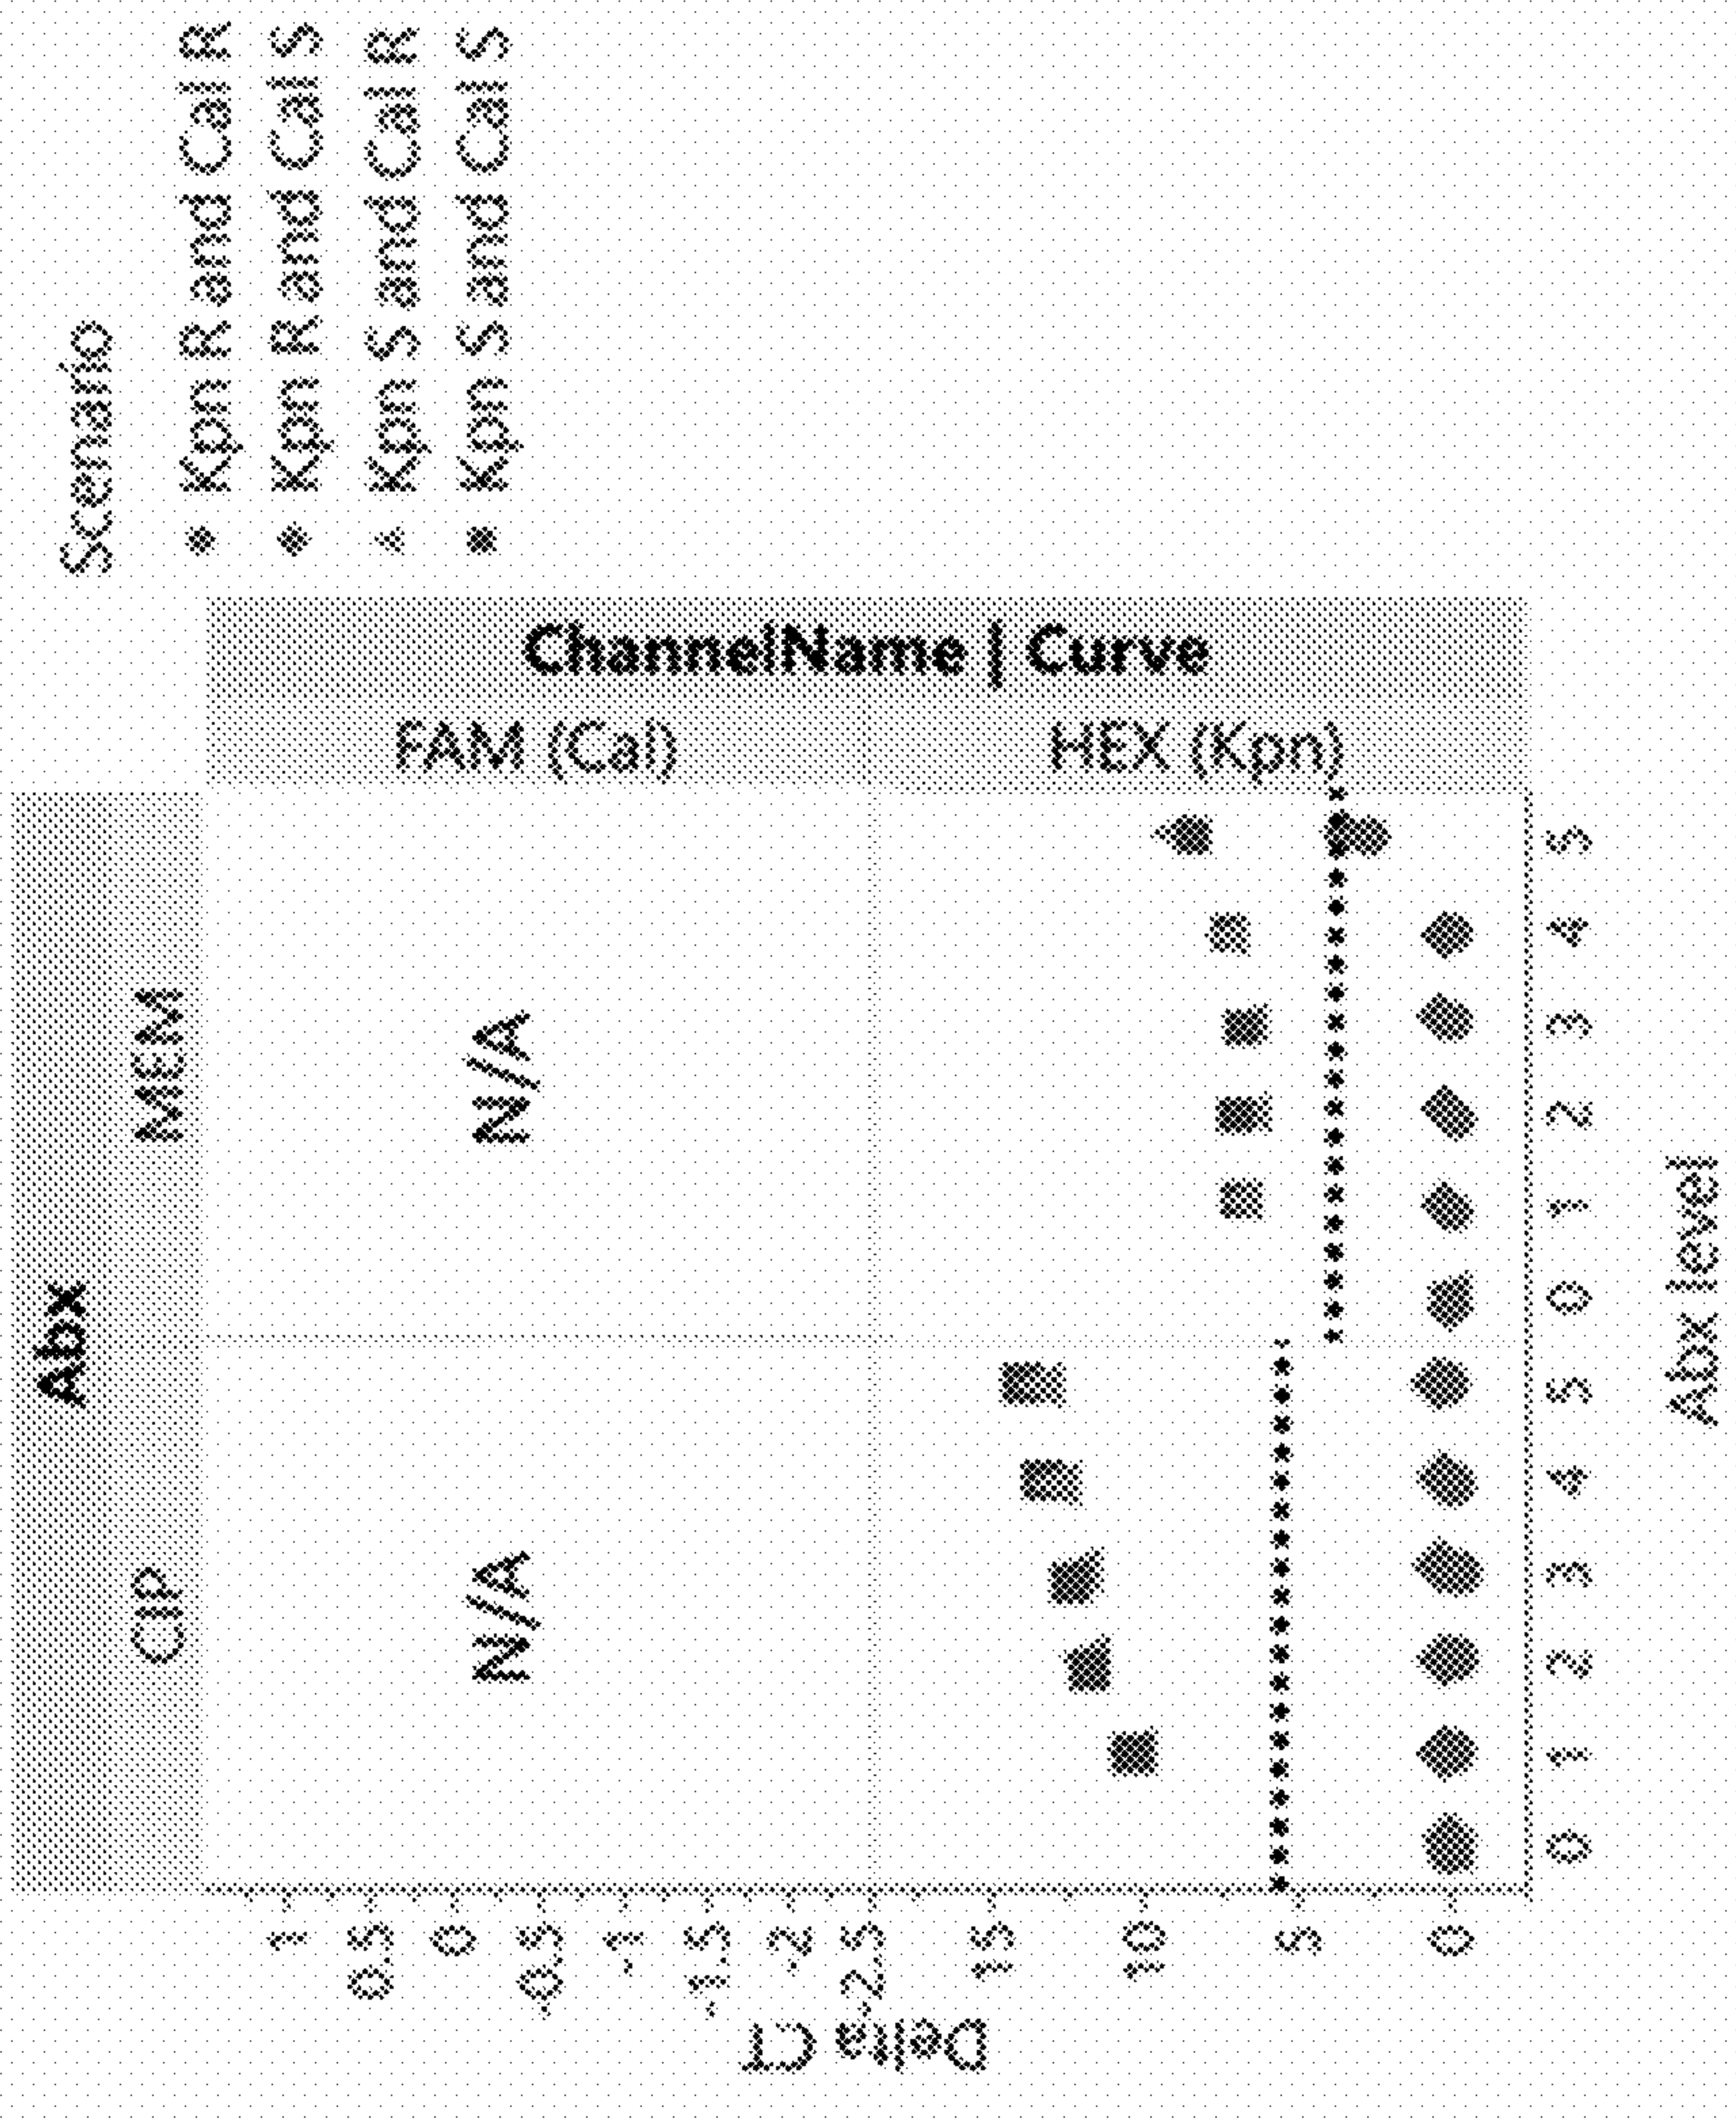 Abx
CIP
MEM
Scenario
Kpn R and Cal R
Kpn R and Cal S
Kpn S and Cal R
Kpn S and Cal S
ChannelName | Curve
FAM (Cal)
HEX (Kpn)
Delta CT
1
0.5
0
-0.5
-1
-1.5
-2
-2.5
N/A
N/A
15
10
5
0
0 1 2 3 4 5 0 1 2 3 4 5
Abx level